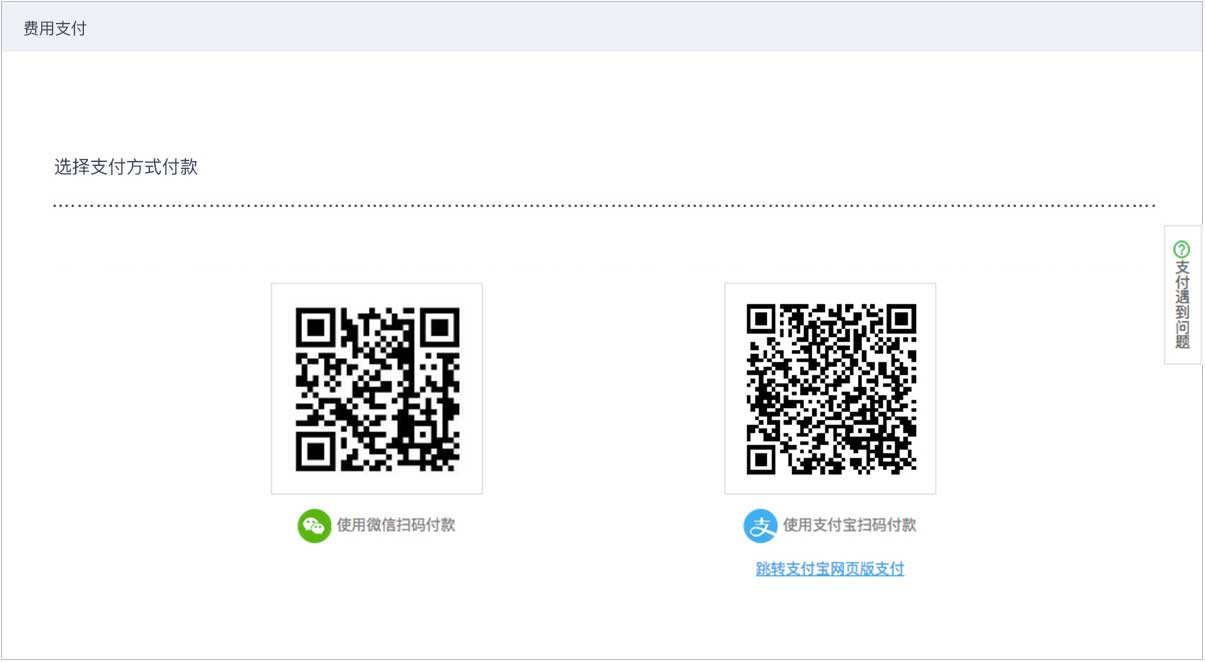 费用支付
选择支付方式付款
支付遇到问题
使用微信扫码付款
使用支付宝扫码付款
跳转支付宝网页版支付